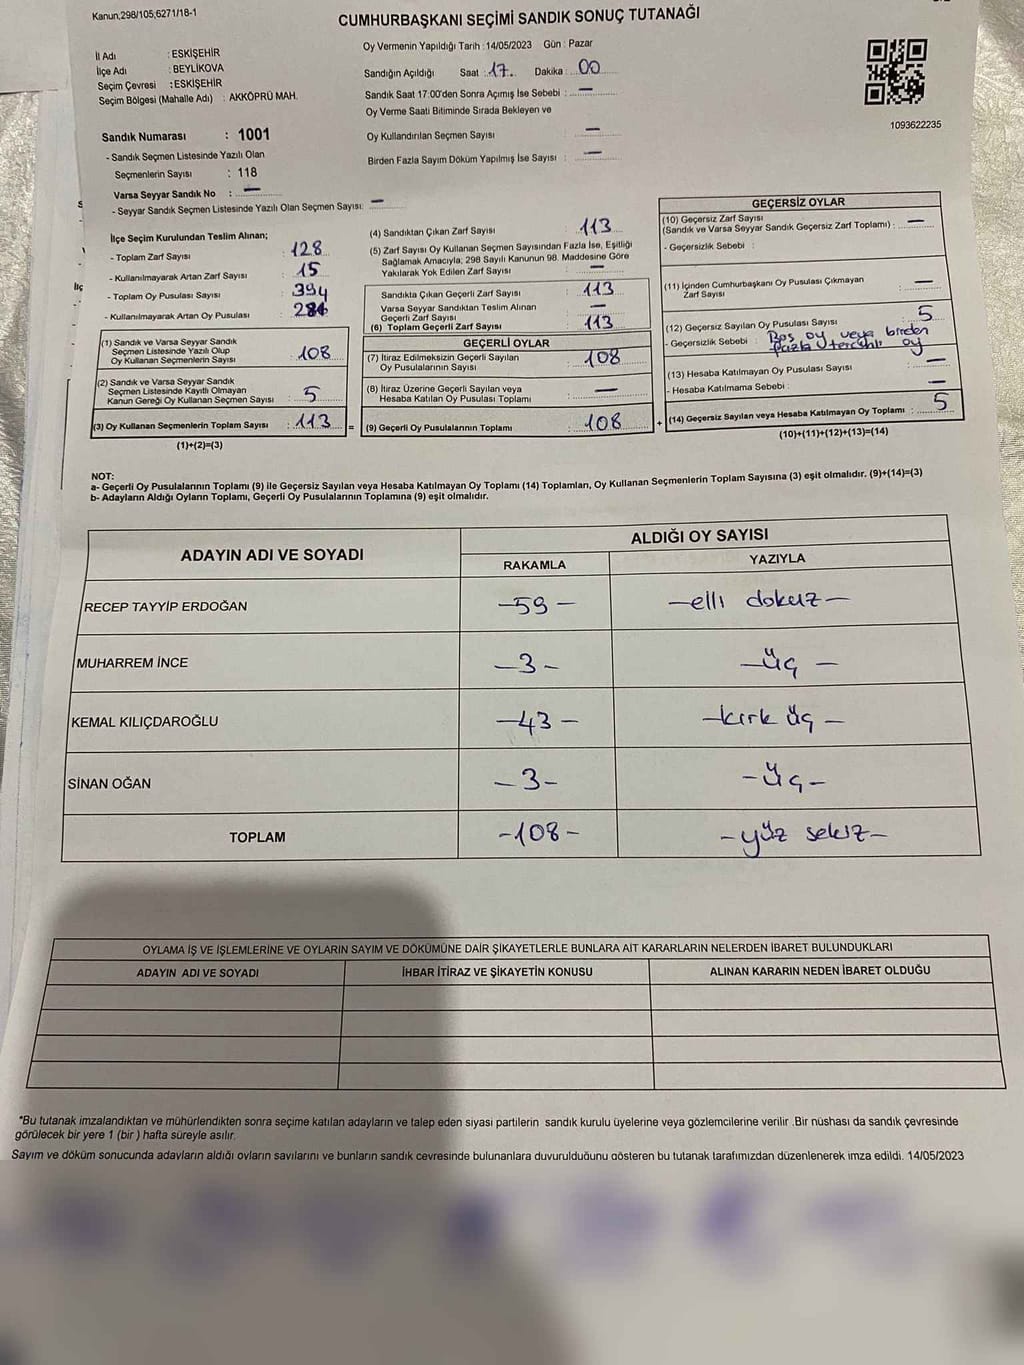 Kanun,298/105,6271/18-1
CUMHURBAŞKANI SEÇİMİ SANDIK SONUÇ TUTANAĞI
İl Adı : ESKİŞEHİR
İlçe Adı : BEYLİKOVA
Seçim Çevresi : ESKİŞEHİR
Seçim Bölgesi (Mahalle Adı) : AKKÖPRÜ MAH.
Sandık Numarası : 1001
- Sandık Seçmen Listesinde Yazılı Olan
Seçmenlerin Sayısı : 118
Varsa Seyyar Sandık No : —
- Seyyar Sandık Seçmen Listesinde Yazılı Olan Seçmen Sayısı: —
Oy Vermenin Yapıldığı Tarih :14/05/2023 Gün : Pazar
Sandığın Açıldığı Saat : 17. Dakika : 00
Sandık Saat 17:00'den Sonra Açımış İse Sebebi : —
Oy Verme Saati Bitiminde Sırada Bekleyen ve
Oy Kullandırılan Seçmen Sayısı : —
Birden Fazla Sayım Döküm Yapılmış İse Sayısı : —
1093622235
İlçe Seçim Kurulundan Teslim Alınan;
- Toplam Zarf Sayısı : 128
- Kullanılmayarak Artan Zarf Sayısı : 15
- Toplam Oy Pusulası Sayısı : 394
- Kullanılmayarak Artan Oy Pusulası :
(1) Sandık ve Varsa Seyyar Sandık
Seçmen Listesinde Yazılı Olup
Oy Kullanan Seçmenlerin Sayısı : 108
(2) Sandık ve Varsa Seyyar Sandık
Seçmen Listesinde Kayıtlı Olmayan
Kanun Gereği Oy Kullanan Seçmen Sayısı : 5
(3) Oy Kullanan Seçmenlerin Toplam Sayısı : 113 =
(1)+(2)=(3)
(4) Sandıktan Çıkan Zarf Sayısı : 113
(5) Zarf Sayısı Oy Kullanan Seçmen Sayısından Fazla İse, Eşitliği
Sağlamak Amacıyla, 298 Sayılı Kanunun 98. Maddesine Göre
Yakılarak Yok Edilen Zarf Sayısı : —
Sandıkta Çıkan Geçerli Zarf Sayısı : 113
Varsa Seyyar Sandıktan Teslim Alınan
Geçerli Zarf Sayısı : —
(6) Toplam Geçerli Zarf Sayısı : 113
GEÇERLİ OYLAR
(7) İtiraz Edilmeksizin Geçerli Sayılan
Oy Pusulalarının Sayısı : 108
(8) İtiraz Üzerine Geçerli Sayılan veya
Hesaba Katılan Oy Pusulası Toplamı : —
(9) Geçerli Oy Pusulalarının Toplamı : 108 +
GEÇERSİZ OYLAR
(10) Geçersiz Zarf Sayısı
(Sandık ve Varsa Seyyar Sandık Geçersiz Zarf Toplamı) : —
- Geçersizlik Sebebi :
(11) İçinden Cumhurbaşkanı Oy Pusulası Çıkmayan
Zarf Sayısı : —
(12) Geçersiz Sayılan Oy Pusulası Sayısı : 5
- Geçersizlik Sebebi : Boş oy veya birden
fazla tercihli oy
(13) Hesaba Katılmayan Oy Pusulası Sayısı : —
- Hesaba Katılmama Sebebi : —
(14) Geçersiz Sayılan veya Hesaba Katılmayan Oy Toplamı : 5
(10)+(11)+(12)+(13)=(14)
NOT:
a- Geçerli Oy Pusulalarının Toplamı (9) ile Geçersiz Sayılan veya Hesaba Katılmayan Oy Toplamı (14) Toplamları, Oy Kullanan Seçmenlerin Toplam Sayısına (3) eşit olmalıdır. (9)+(14)=(3)
b- Adayların Aldığı Oyların Toplamı, Geçerli Oy Pusulalarının Toplamına (9) eşit olmalıdır.
ADAYIN ADI VE SOYADI ALDIĞI OY SAYISI
RAKAMLA YAZIYLA
RECEP TAYYİP ERDOĞAN —59— —elli dokuz—
MUHARREM İNCE —3— —üç—
KEMAL KILIÇDAROĞLU —43— —kırk üç—
SİNAN OĞAN —3— —üç—
TOPLAM —108— —yüz sekiz—
OYLAMA İŞ VE İŞLEMLERİNE VE OYLARIN SAYIM VE DÖKÜMÜNE DAİR ŞİKAYETLERLE BUNLARA AİT KARARLARIN NELERDEN İBARET BULUNDUKLARI
ADAYIN ADI VE SOYADI İHBAR İTİRAZ VE ŞİKAYETİN KONUSU ALINAN KARARIN NEDEN İBARET OLDUĞU
*Bu tutanak imzalandıktan ve mühürlendikten sonra seçime katılan adayların ve talep eden siyasi partilerin sandık kurulu üyelerine veya gözlemcilerine verilir .Bir nüshası da sandık çevresinde
görülecek bir yere 1 (bir ) hafta süreyle asılır.
Sayım ve döküm sonucunda adayların aldığı oyların sayılarını ve bunların sandık çevresinde bulunanlara duyurulduğunu gösteren bu tutanak tarafımızdan düzenlenerek imza edildi. 14/05/2023